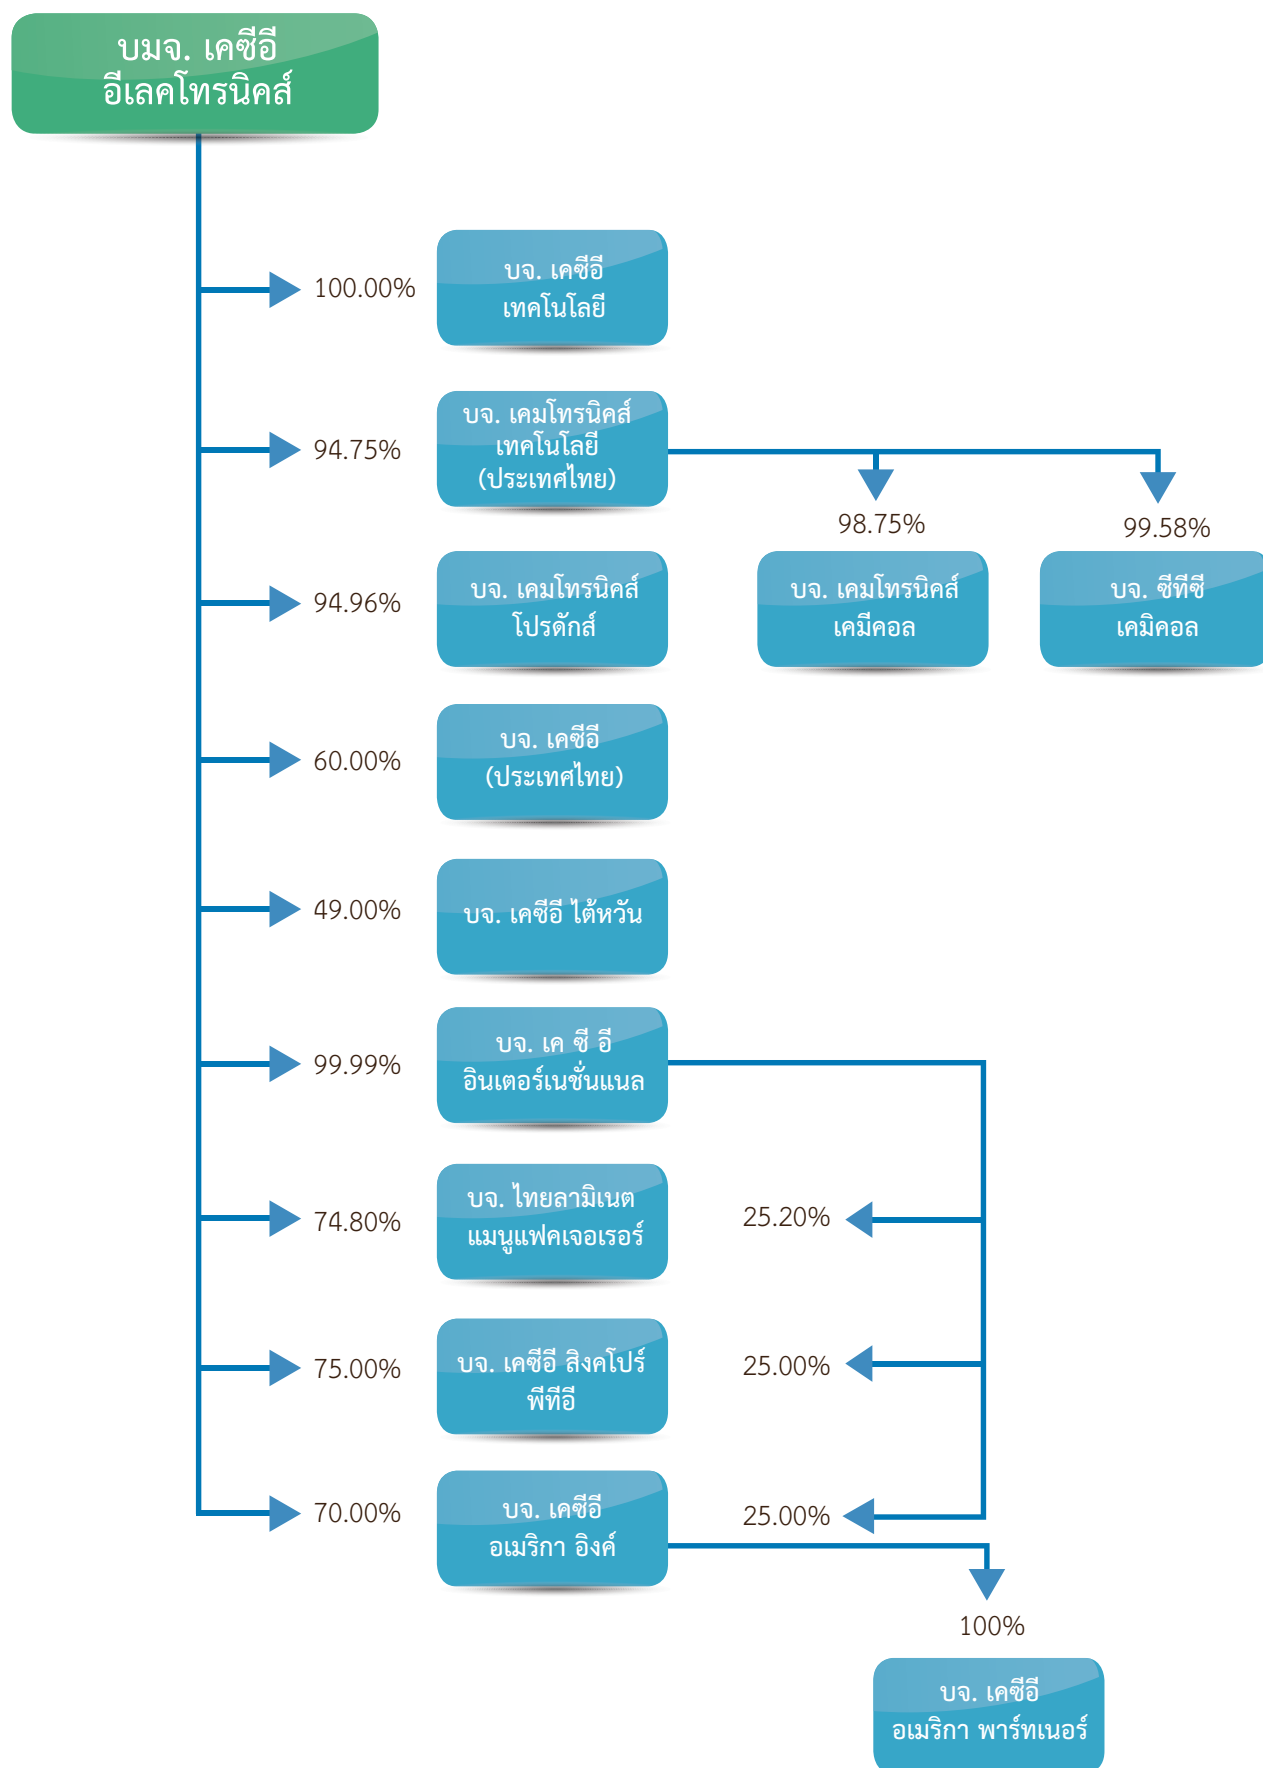 บมจ. เคซีอี
อีเลคโทรนิคส์
100.00%
บจ. เคซีอี
เทคโนโลยี
94.75%
บจ. เคมโทรนิคส์
เทคโนโลยี
(ประเทศไทย)
98.75%
99.58%
94.96%
บจ. เคมโทรนิคส์
โปรดักส์
บจ. เคมโทรนิคส์
เคมีคอล
บจ. ซีทีซี
เคมิคอล
60.00%
บจ. เคซีอี
(ประเทศไทย)
49.00%
บจ. เคซีอี ไต้หวัน
99.99%
บจ. เค ซี อี
อินเตอร์เนชั่นแนล
74.80%
บจ. ไทยลามิเนต
แมนูแฟคเจอเรอร์
25.20%
75.00%
บจ. เคซีอี สิงคโปร์
พีทีอี
25.00%
70.00%
บจ. เคซีอี
อเมริกา อิงค์
25.00%
100%
บจ. เคซีอี
อเมริกา พาร์ทเนอร์